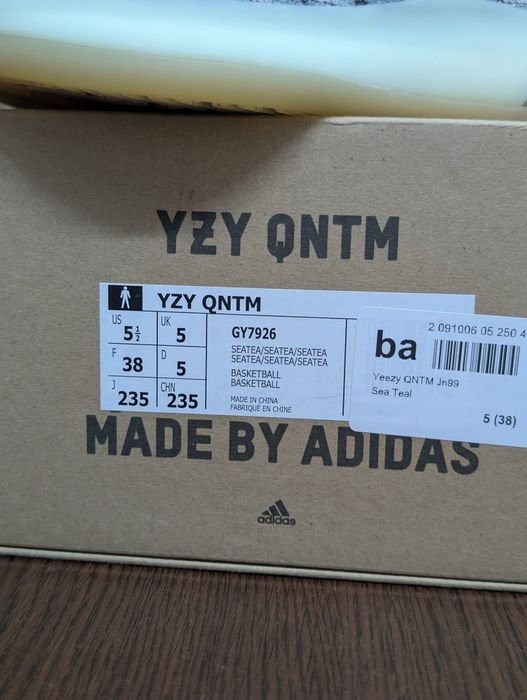 YZY QNTM
YZY QNTM
US 5½ UK 5
F 38 D 5
J 235 CHN 235
GY7926
SEATEA/SEATEA/SEATEA
SEATEA/SEATEA/SEATEA
BASKETBALL
BASKETBALL
MADE IN CHINA
FABRIQUÉ EN CHINE
ba
2 091006 05 250 4
Yeezy QNTM Jn99
Sea Teal
5 (38)
MADE BY ADIDAS
adidas